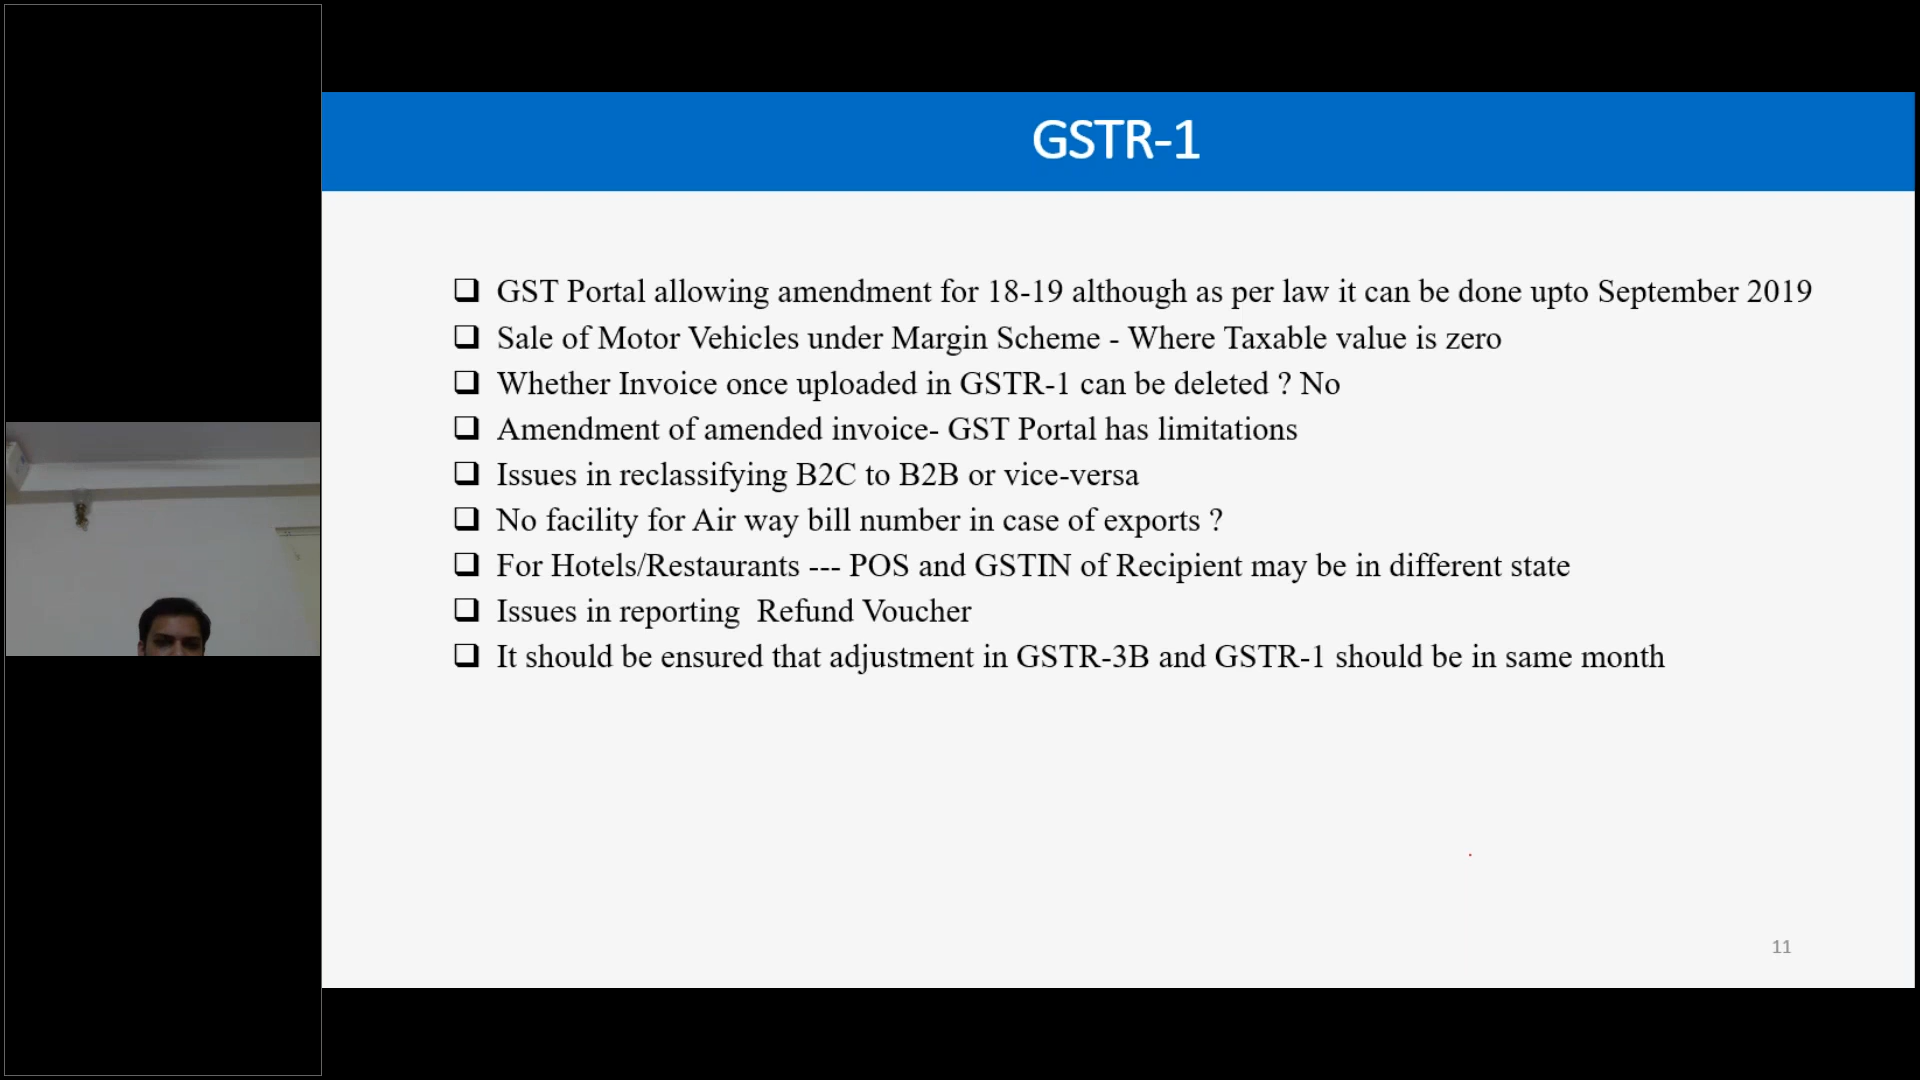 GSTR-1
❑ GST Portal allowing amendment for 18-19 although as per law it can be done upto September 2019
❑ Sale of Motor Vehicles under Margin Scheme - Where Taxable value is zero
❑ Whether Invoice once uploaded in GSTR-1 can be deleted ? No
❑ Amendment of amended invoice- GST Portal has limitations
❑ Issues in reclassifying B2C to B2B or vice-versa
❑ No facility for Air way bill number in case of exports ?
❑ For Hotels/Restaurants --- POS and GSTIN of Recipient may be in different state
❑ Issues in reporting  Refund Voucher
❑ It should be ensured that adjustment in GSTR-3B and GSTR-1 should be in same month
11